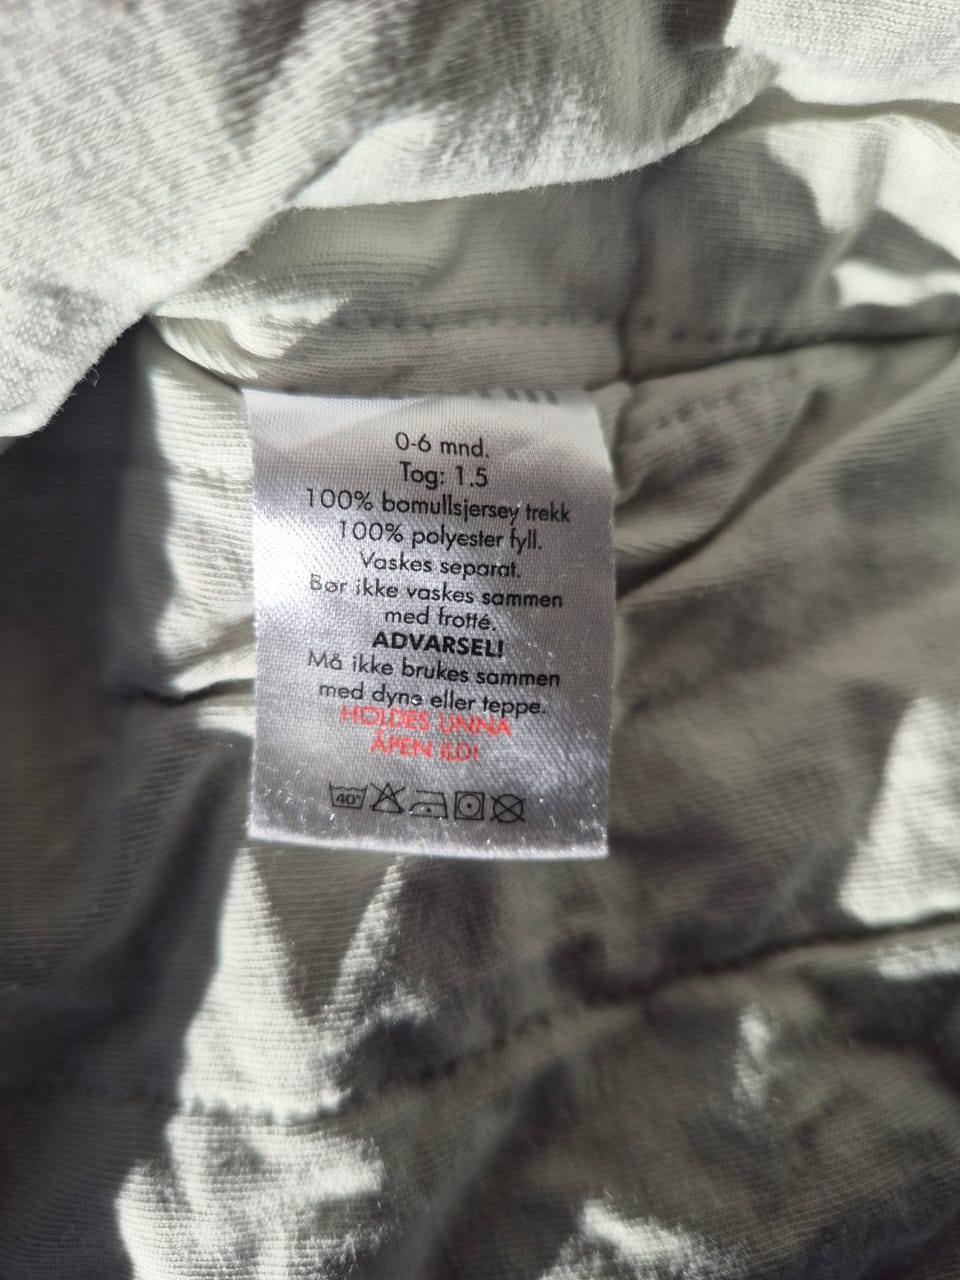 0-6 mnd.
Tog: 1.5
100% bomullsjersey trekk
100% polyester fyll.
Vaskes separat.
Bør ikke vaskes sammen
med frotté.
ADVARSEL!
Må ikke brukes sammen
med dyne eller teppe.
HOLDES UNNA
ÅPEN ILD!
40°